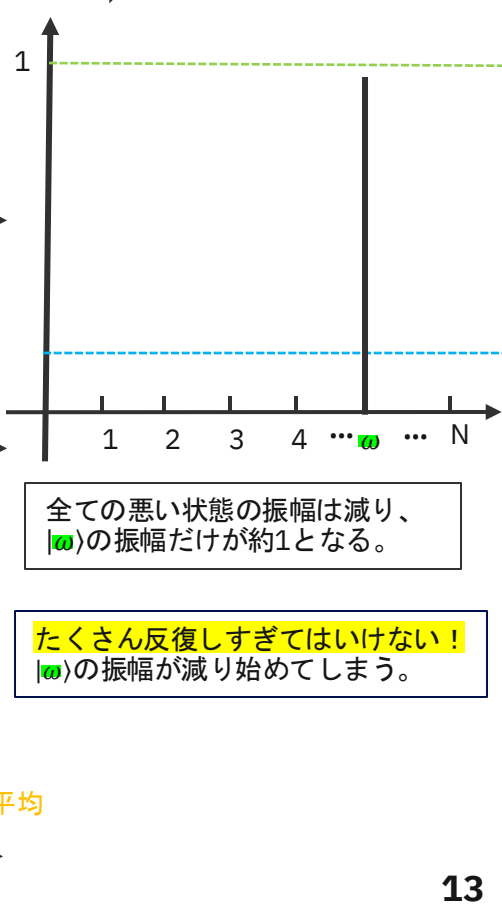 1
1 2 3 4 … ω … N
全ての悪い状態の振幅は減り、
|ω⟩の振幅だけが約1となる。
たくさん反復しすぎてはいけない！
|ω⟩の振幅が減り始めてしまう。
平均
13